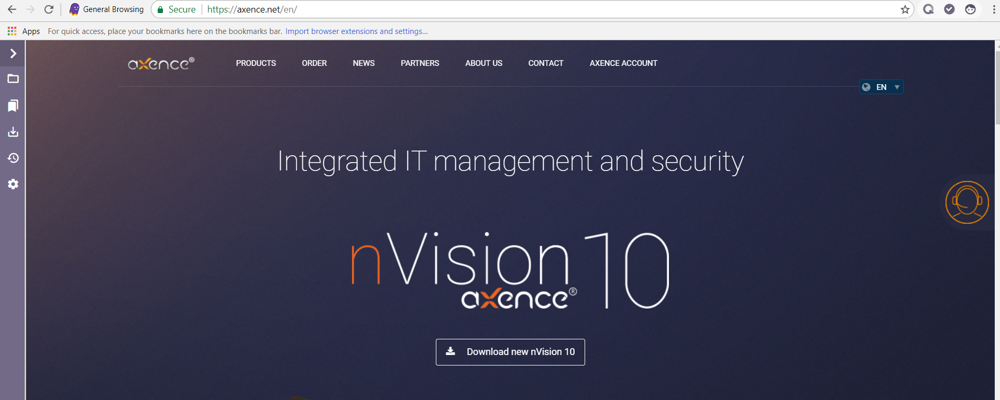 General Browsing
Secure
https://axence.net/en/
Apps
For quick access, place your bookmarks here on the bookmarks bar. Import browser extensions and settings...
axence® PRODUCTS ORDER NEWS PARTNERS ABOUT US CONTACT AXENCE ACCOUNT
EN
Integrated IT management and security
nVision 10
axence®
Download new nVision 10